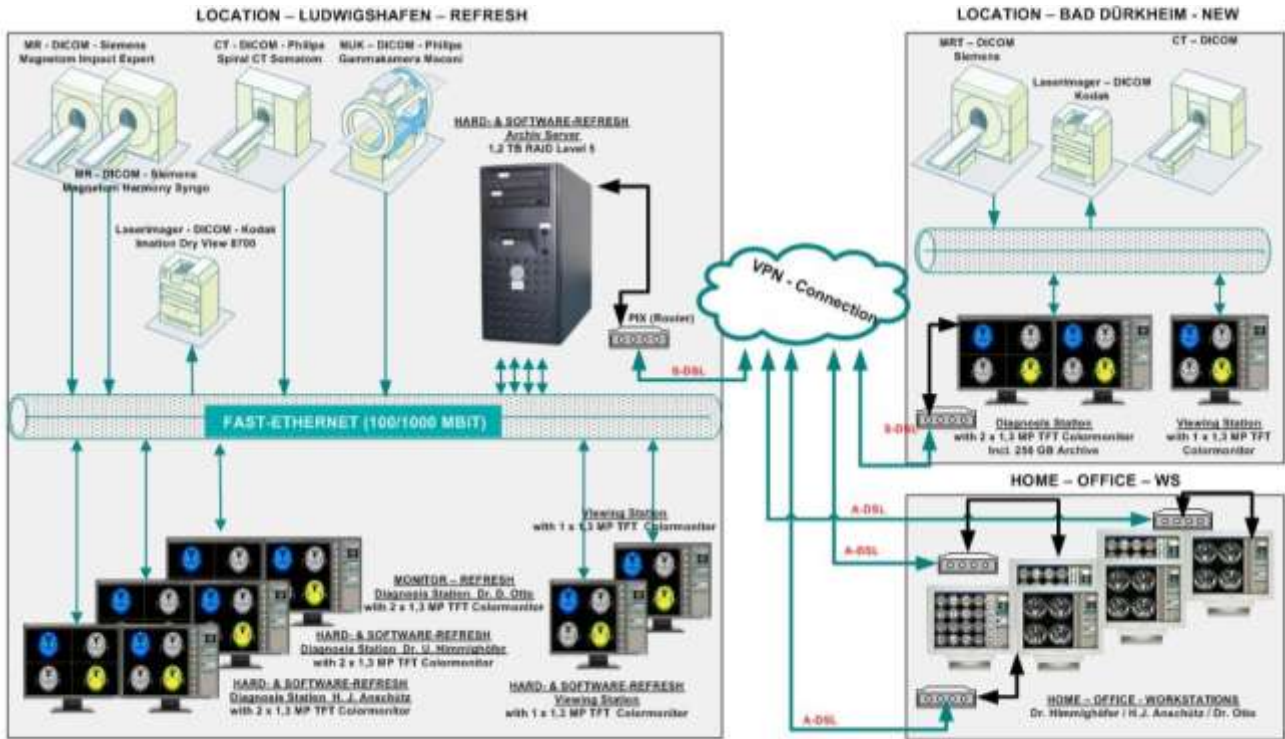 LOCATION – LUDWIGSHAFEN – REFRESH
MR - DICOM - Siemens
Magnetom Impact Expert
CT - DICOM - Philips
Spiral CT Somatom
NUK – DICOM - Philips
Gammakamera Maconi
MR - DICOM - Siemens
Magnetom Harmony Syngo
HARD- & SOFTWARE-REFRESH
Archiv Server
1,2 TB RAID Level 5
Laserimager - DICOM - Kodak
Imation Dry View 8700
PIX (Router)
S-DSL
FAST-ETHERNET (100/1000 MBiT)
Viewing Station
with 1 x 1,3 MP TFT Colormonitor
MONITOR – REFRESH
Diagnosis Station Dr. G. Otto
with 2 x 1,3 MP TFT Colormonitor
HARD- & SOFTWARE-REFRESH
Diagnosis Station Dr. U. Himmighöfer
with 2 x 1,3 MP TFT Colormonitor
HARD- & SOFTWARE-REFRESH
Diagnosis Station H. J. Anschütz
with 2 x 1,3 MP TFT Colormonitor
HARD- & SOFTWARE-REFRESH
Viewing Station
with 1 x 1,3 MP TFT Colormonitor
VPN - Connection
LOCATION – BAD DÜRKHEIM - NEW
MRT – DICOM
Siemens
Laserimager – DICOM
Kodak
CT – DICOM
S-DSL
Diagnosis Station
with 2 x 1,3 MP TFT Colormonitor
Incl. 256 GB Archive
Viewing Station
with 1 x 1,3 MP TFT
Colormonitor
HOME – OFFICE – WS
A-DSL
A-DSL
A-DSL
HOME – OFFICE - WORKSTATIONS
Dr. Himmighöfer / H.J. Anschütz / Dr. Otto